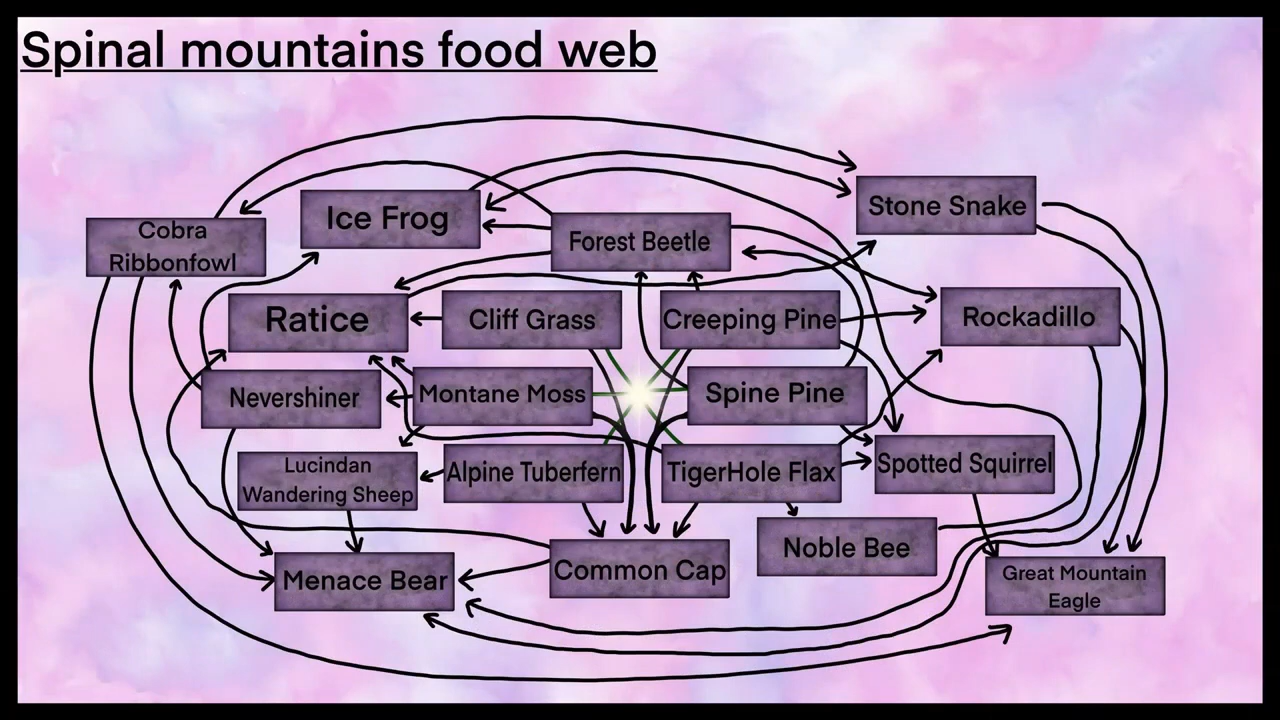 Spinal mountains food web
Cobra
Ribbonfowl
Ice Frog
Forest Beetle
Stone Snake
Ratice
Cliff Grass
Creeping Pine
Rockadillo
Nevershiner
Montane Moss
Spine Pine
Lucindan
Wandering Sheep
Alpine Tuberfern
TigerHole Flax
Spotted Squirrel
Menace Bear
Common Cap
Noble Bee
Great Mountain
Eagle